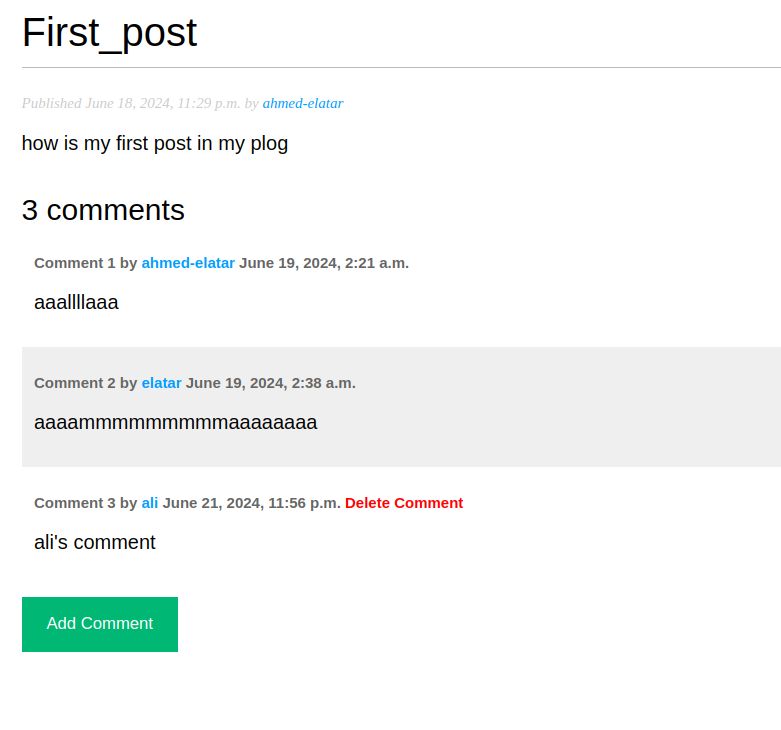 First_post
Published June 18, 2024, 11:29 p.m. by ahmed-elatar
how is my first post in my plog
3 comments
Comment 1 by ahmed-elatar June 19, 2024, 2:21 a.m.
aaallllaaa
Comment 2 by elatar June 19, 2024, 2:38 a.m.
aaaammmmmmmmmaaaaaaaa
Comment 3 by ali June 21, 2024, 11:56 p.m. Delete Comment
ali's comment
Add Comment